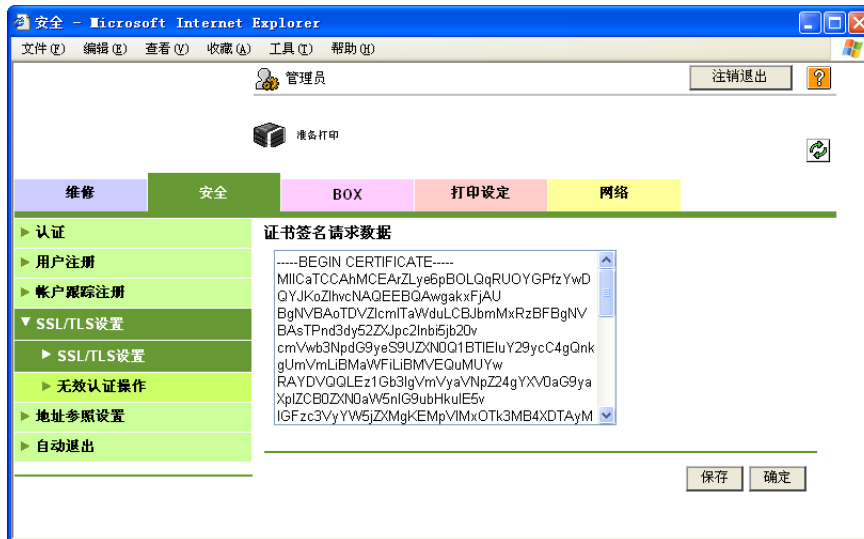 安全 - Microsoft Internet Explorer
文件(F) 编辑(E) 查看(V) 收藏(A) 工具(T) 帮助(H)
管理员
注销退出
?
准备打印
维修
安全
BOX
打印设定
网络
认证
用户注册
帐户跟踪注册
SSL/TLS设置
SSL/TLS设置
无效认证操作
地址参照设置
自动退出
证书签名请求数据
-----BEGIN CERTIFICATE-----
MIICaTCCAhMCEArZLye6pBOLQqRUOYGPfzYwD
QYJKoZIhvcNAQEEBQAwgakxFjAU
BgNVBAoTDVZlcmlTaWduLCBJbmMxRzBFBgNV
BAsTPnd3dy52ZXJpc2lnbi5jb20v
cmVwb3NpdG9yeS9UZXN0Q1BTIEluY29ycC4gQnk
gUmVmLiBMaWFiLiBMVEQuMUYw
RAYDVQQLEz1Gb3IgVmVyaVNpZ24gYXV0aG9ya
XplZCB0ZXN0aW5nIG9ubHkuIE5v
IGFzc3VyYW5jZXMgKEMpVlMxOTk3MB4XDTAyM
保存
确定